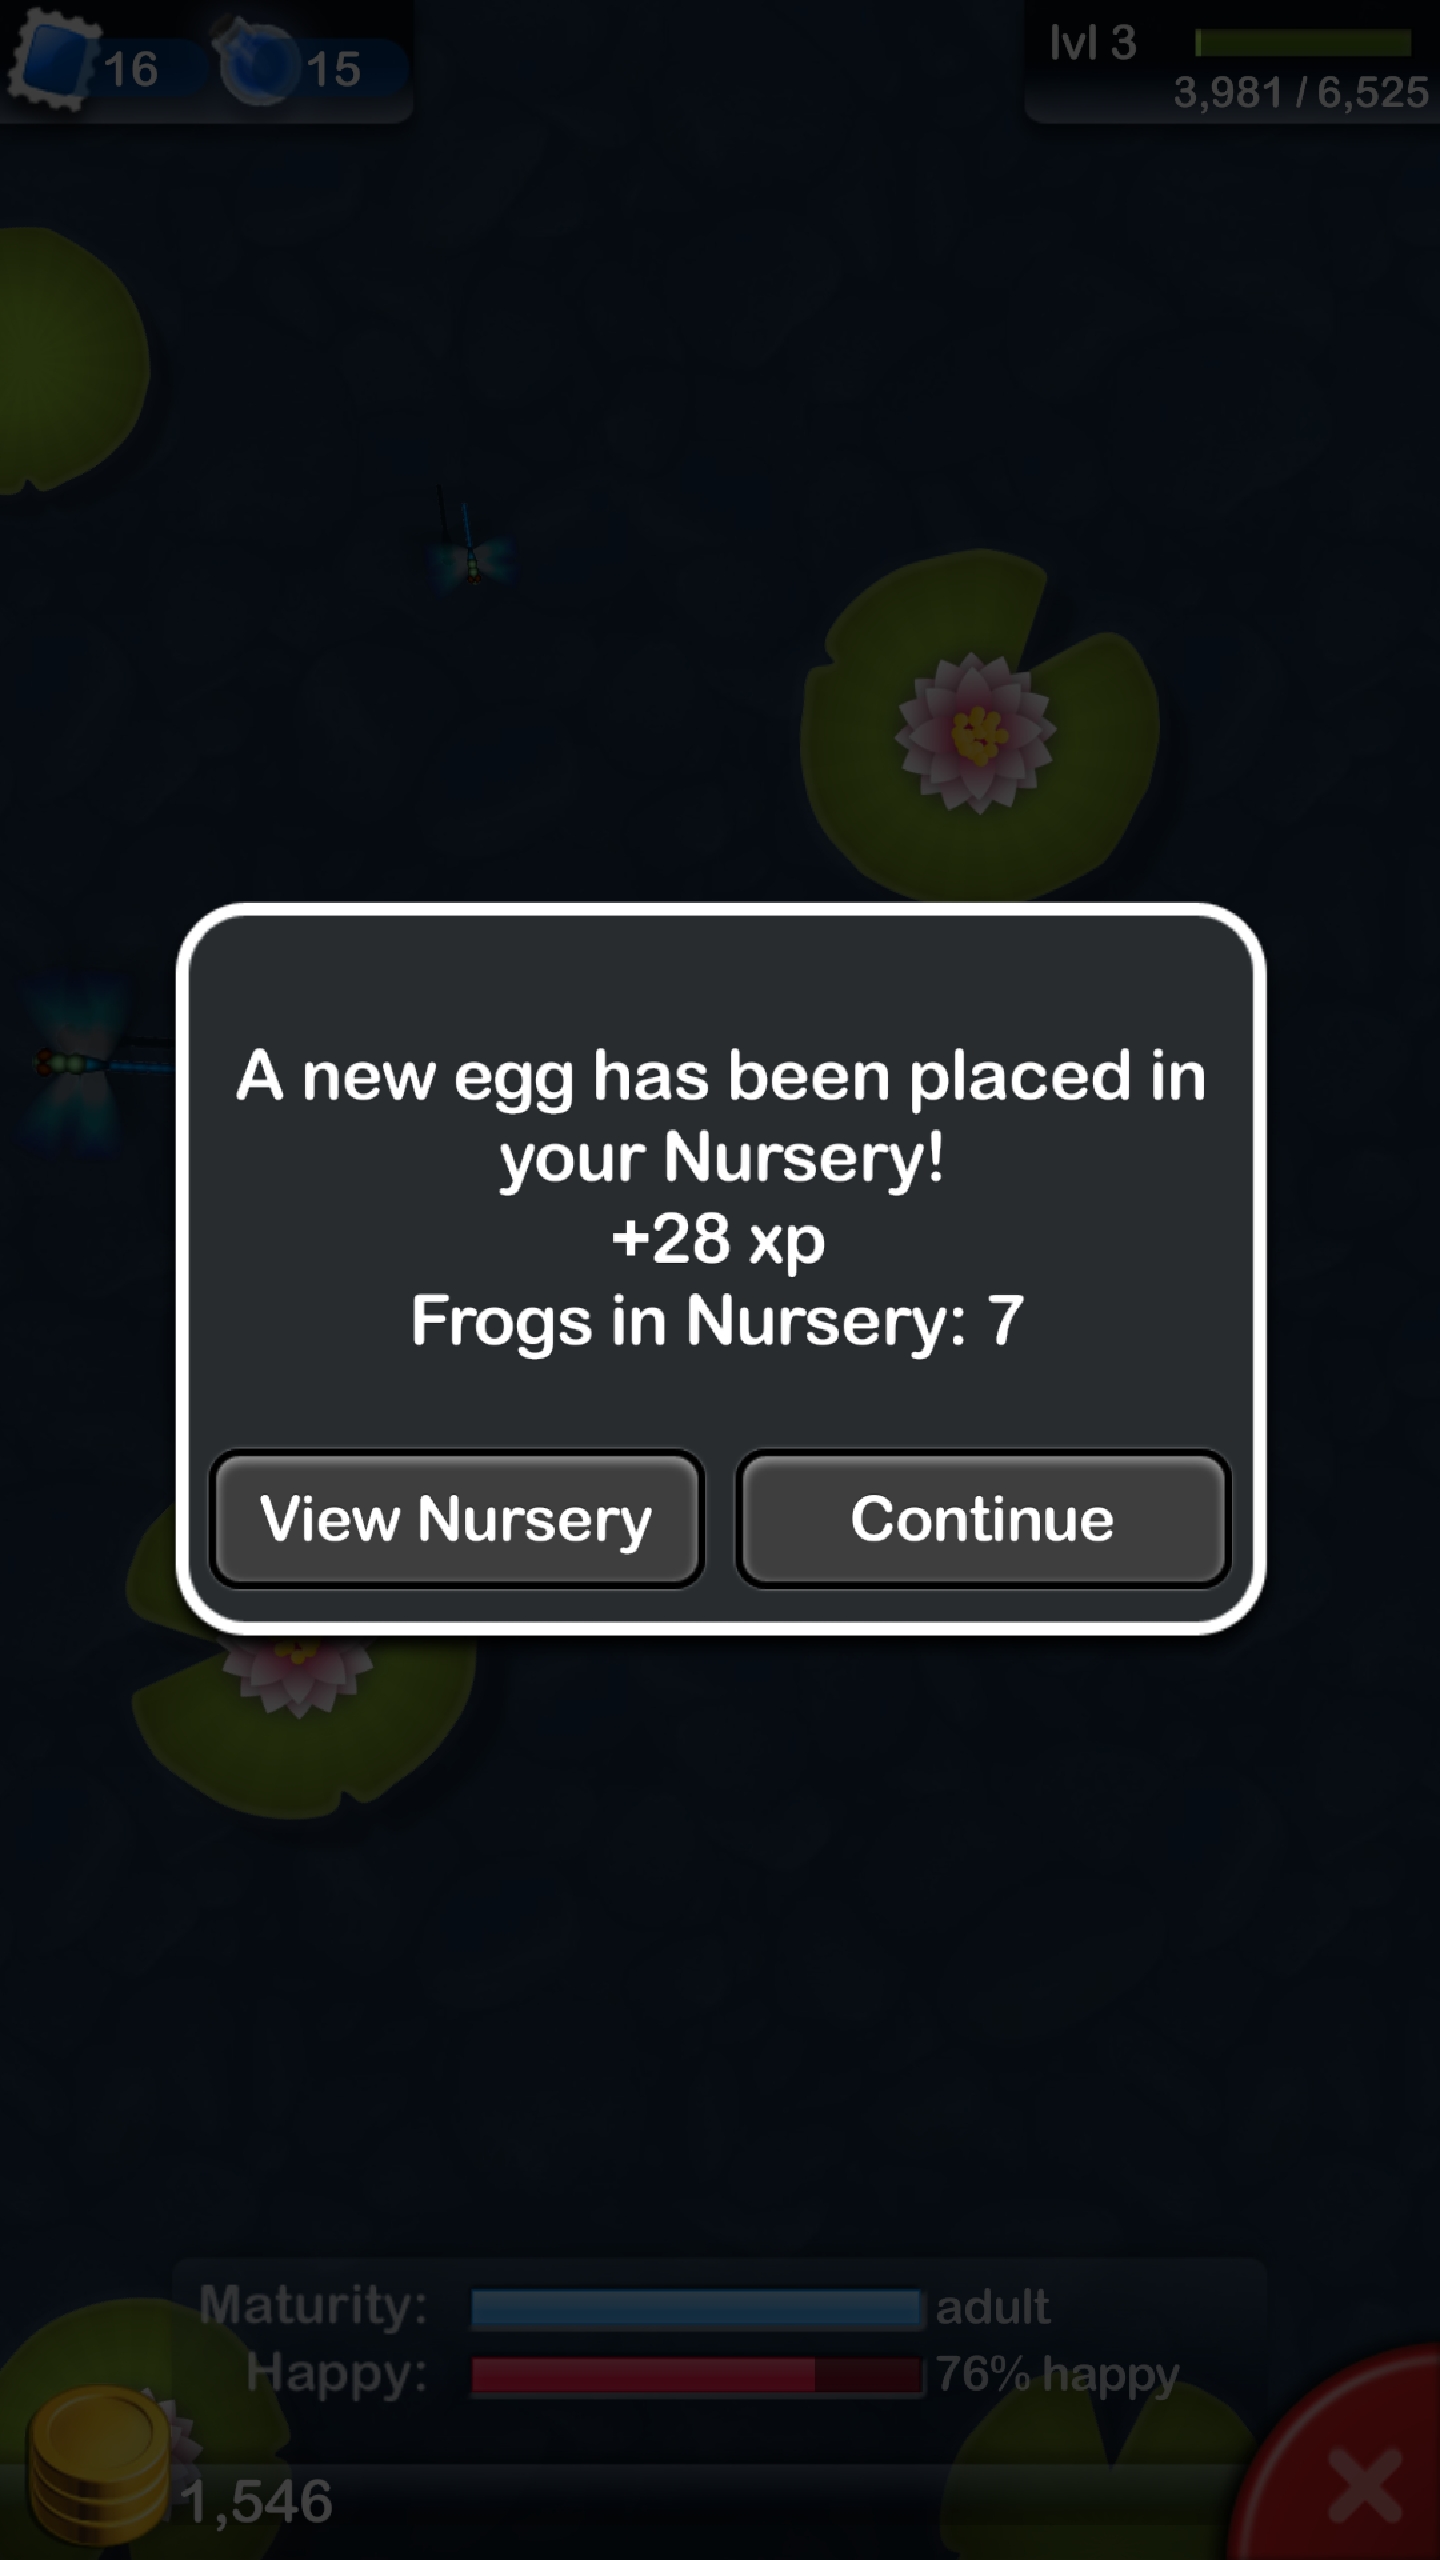 16
15
lvl 3
3,981 / 6,525
A new egg has been placed in
your Nursery!
+28 xp
Frogs in Nursery: 7
View Nursery
Continue
Maturity:
adult
Happy:
76% happy
1,546